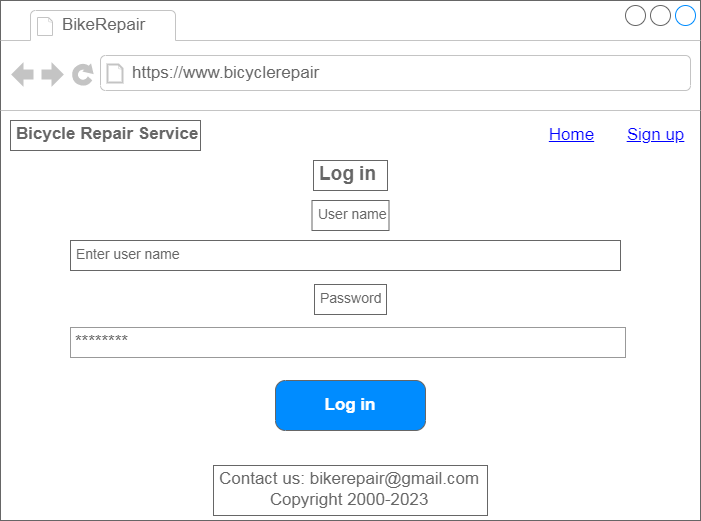 BikeRepair
https://www.bicyclerepair
Bicycle Repair Service
Home
Sign up
Log in
User name
Enter user name
Password
********
Log in
Contact us: bikerepair@gmail.com
Copyright 2000-2023